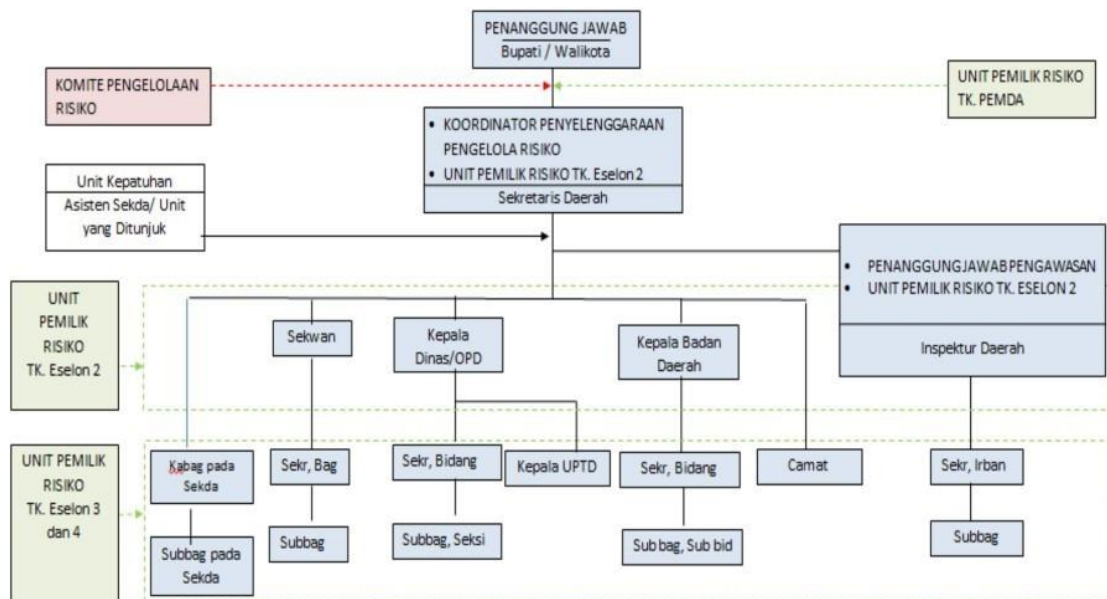 PENANGGUNG JAWAB
Bupati / Walikota
KOMITE PENGELOLAAN
RISIKO
UNIT PEMILIK RISIKO
TK. PEMDA
• KOORDINATOR PENYELENGGARAAN
PENGELOLA RISIKO
• UNIT PEMILIK RISIKO TK. Eselon 2
Sekretaris Daerah
Unit Kepatuhan
Asisten Sekda/ Unit
yang Ditunjuk
• PENANGGUNG JAWAB PENGAWASAN
• UNIT PEMILIK RISIKO TK. ESELON 2
Inspektur Daerah
UNIT
PEMILIK
RISIKO
TK. Eselon 2
Sekwan
Kepala
Dinas/OPD
Kepala Badan
Daerah
UNIT PEMILIK
RISIKO
TK. Eselon 3
dan 4
Kabag pada
Sekda
Sekr, Bag
Sekr, Bidang
Kepala UPTD
Sekr, Bidang
Camat
Sekr, Irban
Subbag pada
Sekda
Subbag
Subbag, Seksi
Sub bag, Sub bid
Subbag